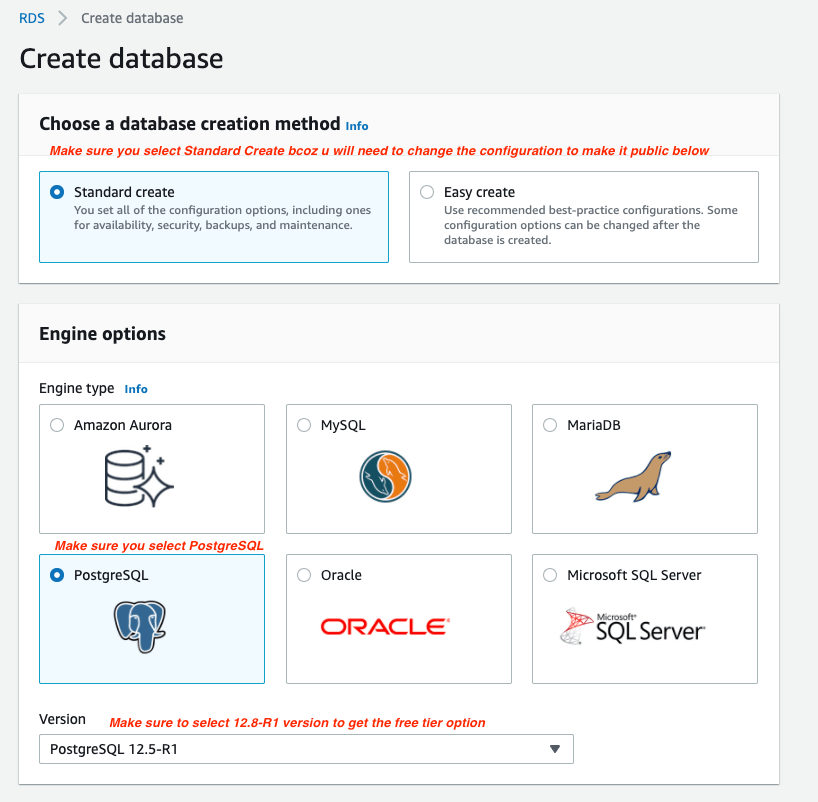 RDS > Create database
Create database
Choose a database creation method Info
Make sure you select Standard Create bcoz u will need to change the configuration to make it public below
Standard create
You set all of the configuration options, including ones
for availability, security, backups, and maintenance.
Easy create
Use recommended best-practice configurations. Some
configuration options can be changed after the
database is created.
Engine options
Engine type Info
Amazon Aurora
MySQL
MariaDB
Make sure you select PostgreSQL
PostgreSQL
Oracle
ORACLE®
Microsoft SQL Server
Microsoft®
SQL Server®
Version
Make sure to select 12.8-R1 version to get the free tier option
PostgreSQL 12.5-R1